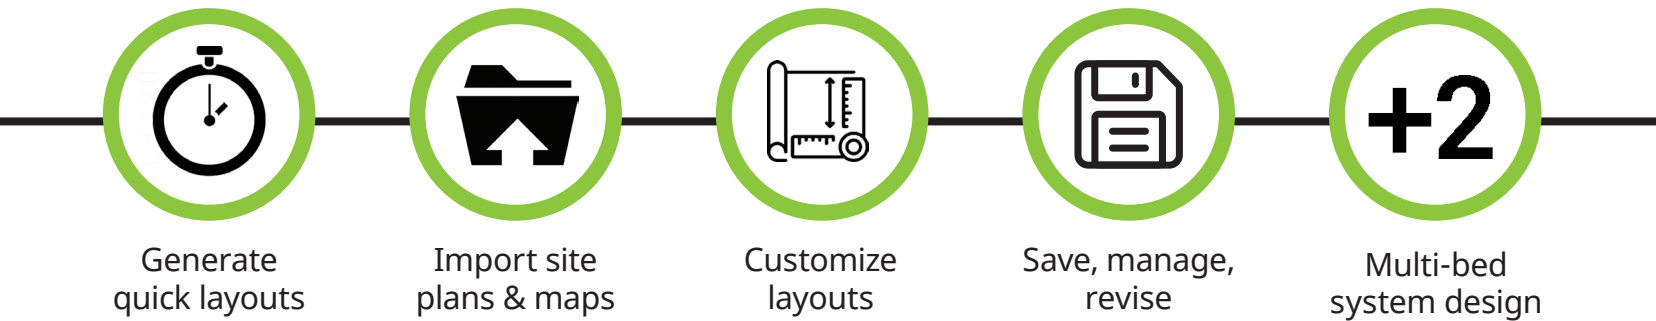 +2
Generate
quick layouts
Import site
plans & maps
Customize
layouts
Save, manage,
revise
Multi-bed
system design